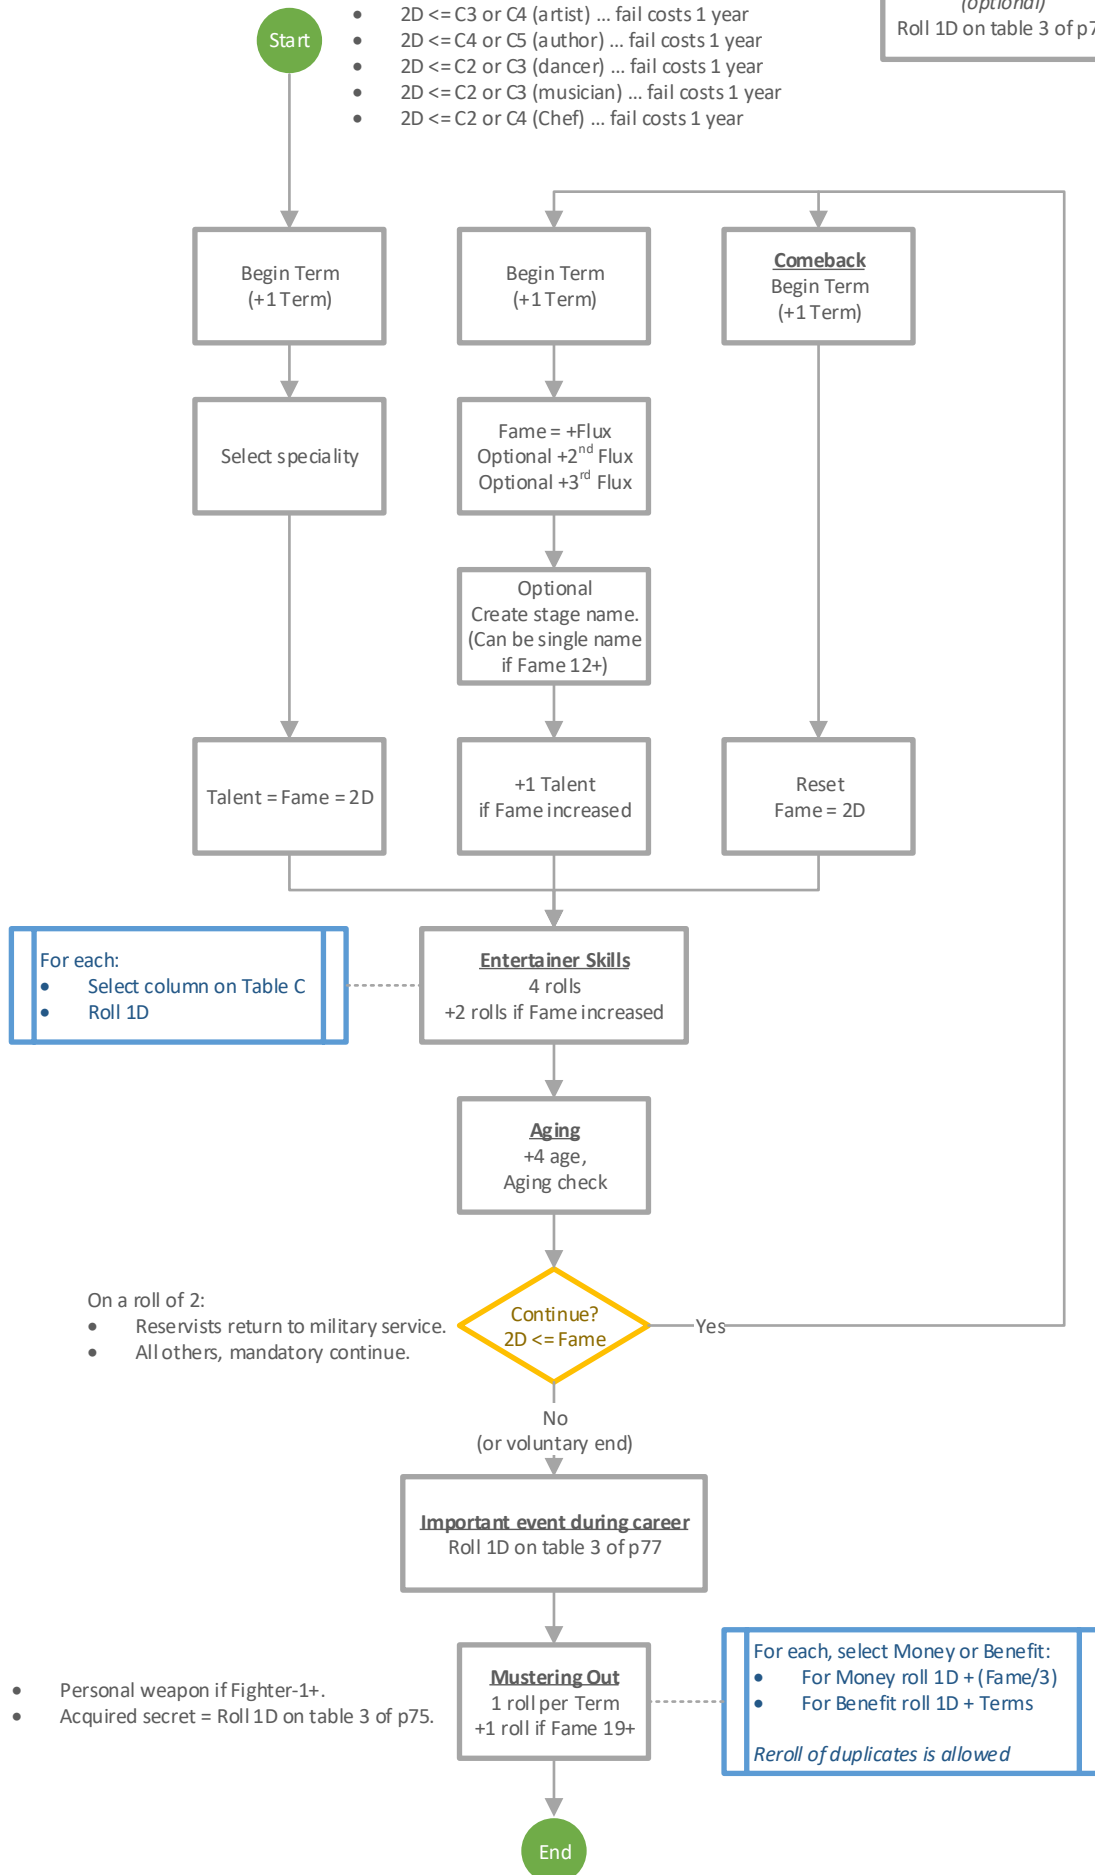 (optional)
Roll 1D on table 3 of p7
Start
• 2D <= C3 or C4 (artist) ... fail costs 1 year
• 2D <= C4 or C5 (author) ... fail costs 1 year
• 2D <= C2 or C3 (dancer) ... fail costs 1 year
• 2D <= C2 or C3 (musician) ... fail costs 1 year
• 2D <= C2 or C4 (Chef) ... fail costs 1 year
Begin Term
(+1 Term)
Begin Term
(+1 Term)
Comeback
Begin Term
(+1 Term)
Select speciality
Fame = +Flux
Optional +2nd Flux
Optional +3rd Flux
Optional
Create stage name.
(Can be single name
if Fame 12+)
Talent = Fame = 2D
+1 Talent
if Fame increased
Reset
Fame = 2D
For each:
• Select column on Table C
• Roll 1D
Entertainer Skills
4 rolls
+2 rolls if Fame increased
Aging
+4 age,
Aging check
On a roll of 2:
• Reservists return to military service.
• All others, mandatory continue.
Continue?
2D <= Fame
Yes
No
(or voluntary end)
Important event during career
Roll 1D on table 3 of p77
• Personal weapon if Fighter-1+.
• Acquired secret = Roll 1D on table 3 of p75.
Mustering Out
1 roll per Term
+1 roll if Fame 19+
For each, select Money or Benefit:
• For Money roll 1D + (Fame/3)
• For Benefit roll 1D + Terms
Reroll of duplicates is allowed
End